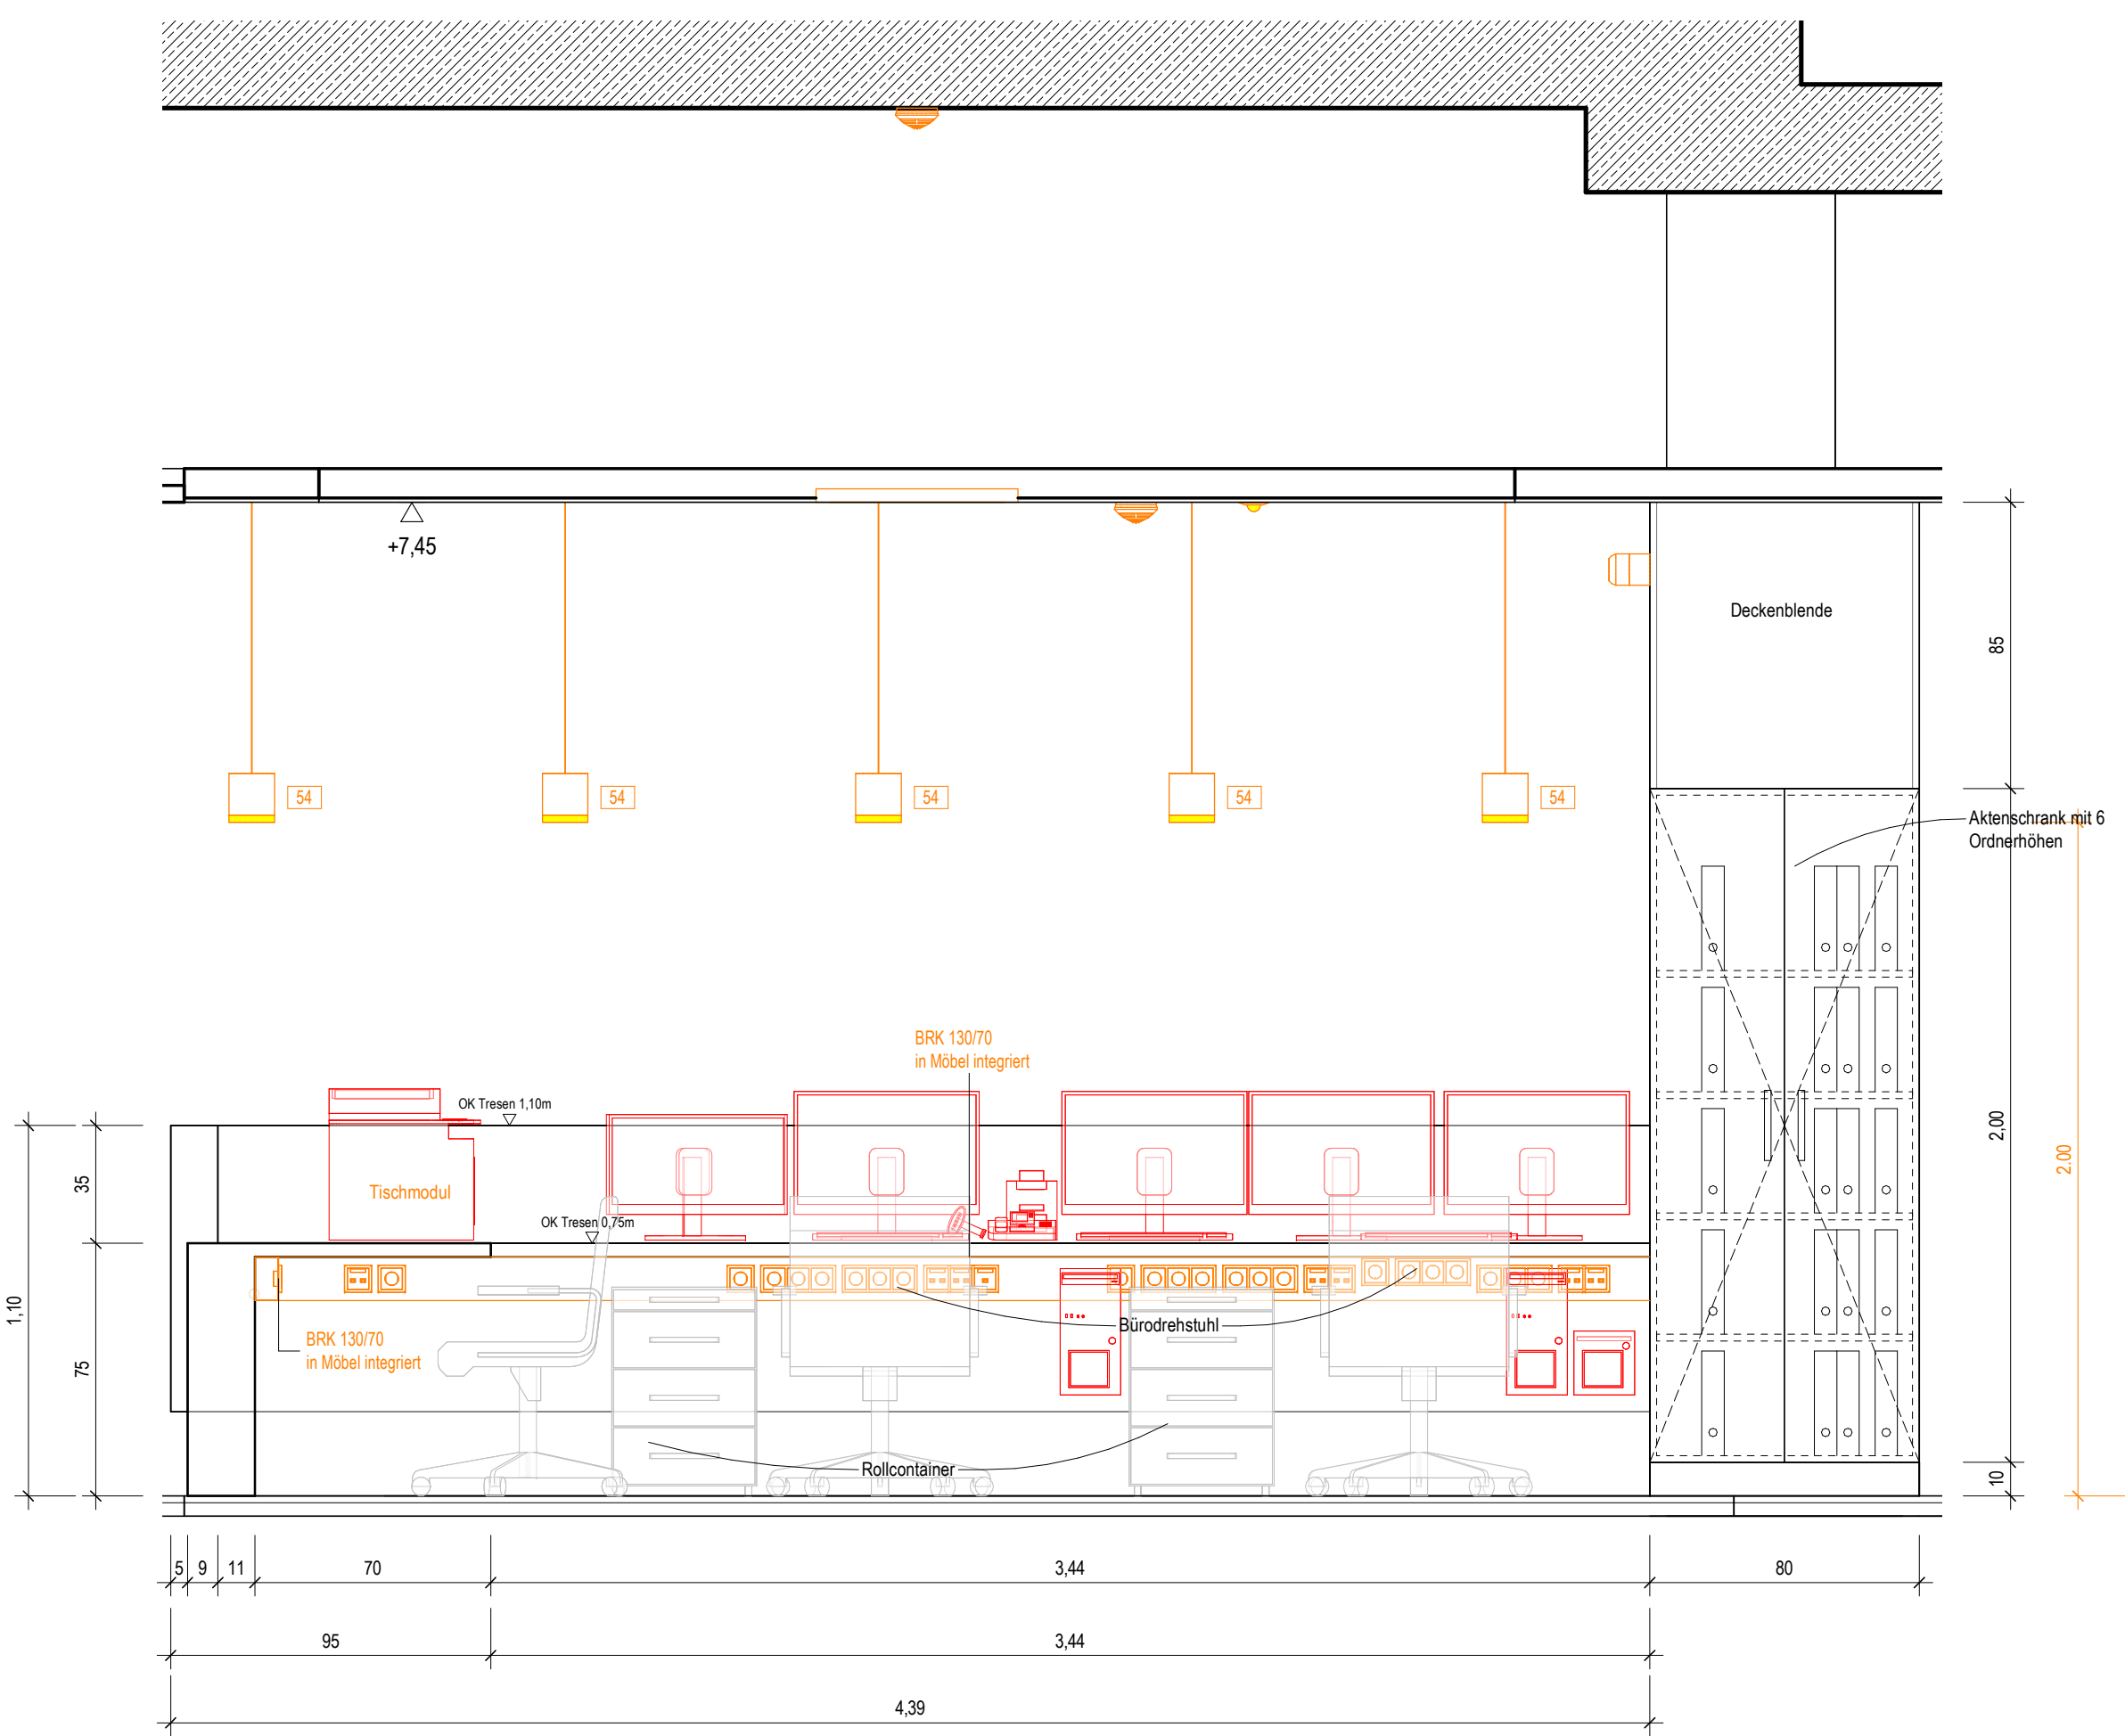 +7,45
Deckenblende
85
54
54
54
54
54
Aktenschrank mit 6
Ordnerhöhen
BRK 130/70
in Möbel integriert
OK Tresen 1,10m
2,00
2.00
35
Tischmodul
OK Tresen 0,75m
1,10
75
BRK 130/70
in Möbel integriert
Bürodrehstuhl
Rollcontainer
10
5
9
11
70
3,44
80
95
3,44
4,39